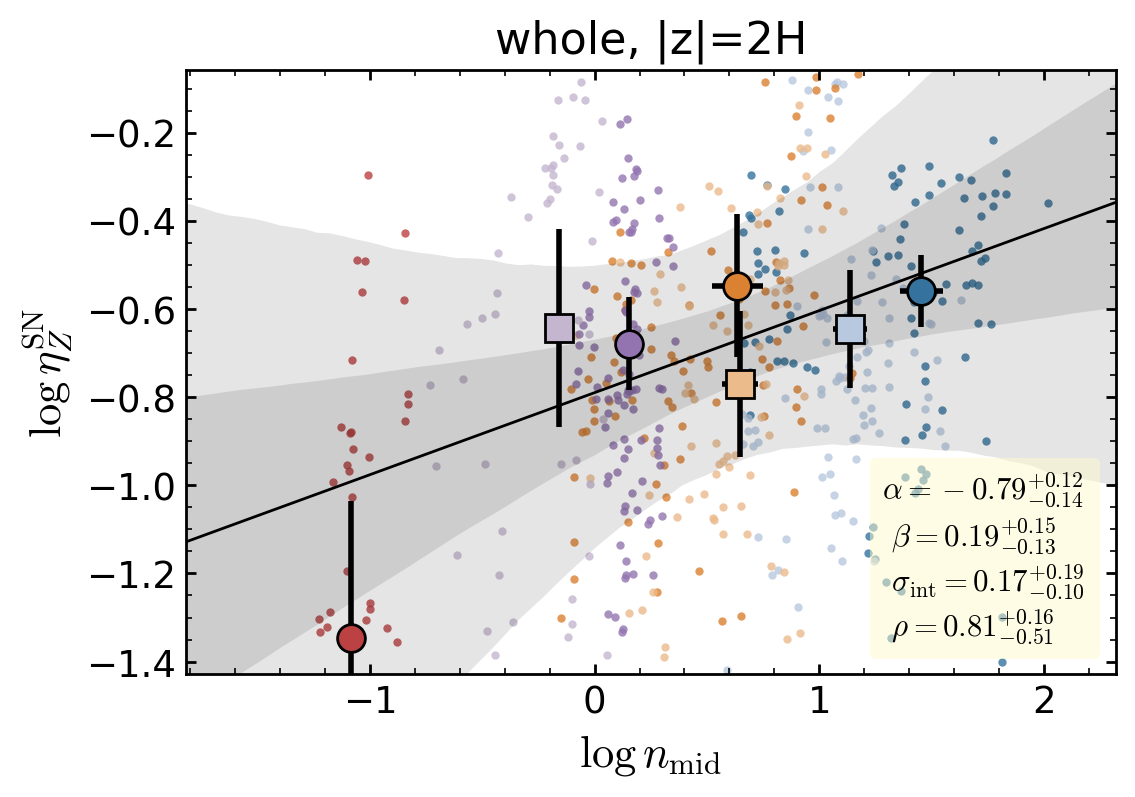 whole, |z|=2H
−0.2
−0.4
−0.6
−0.8
−1.0
−1.2
−1.4
log η_Z^SN
α = −0.79^{+0.12}_{−0.14}
β = 0.19^{+0.15}_{−0.13}
σ_int = 0.17^{+0.19}_{−0.10}
ρ = 0.81^{+0.16}_{−0.51}
−1 0 1 2
log n_mid